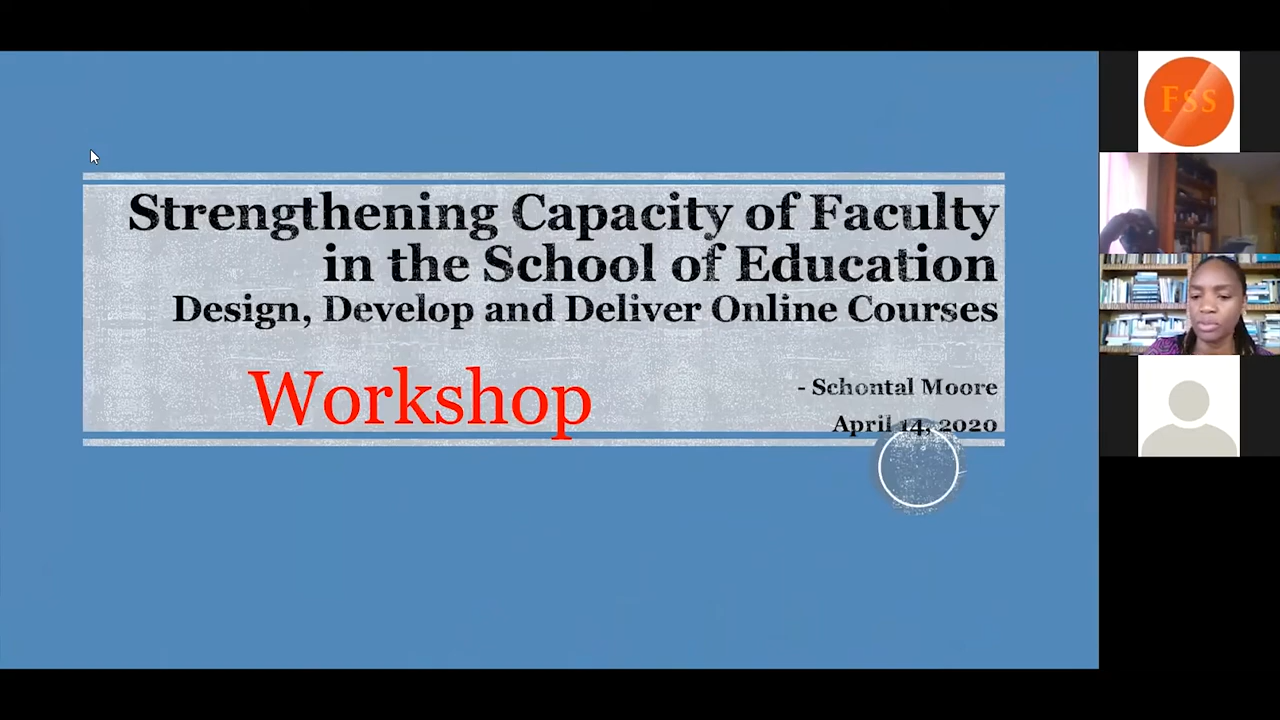 Strengthening Capacity of Faculty
in the School of Education
Design, Develop and Deliver Online Courses
Workshop
- Schontal Moore
April 14, 2020
FSS